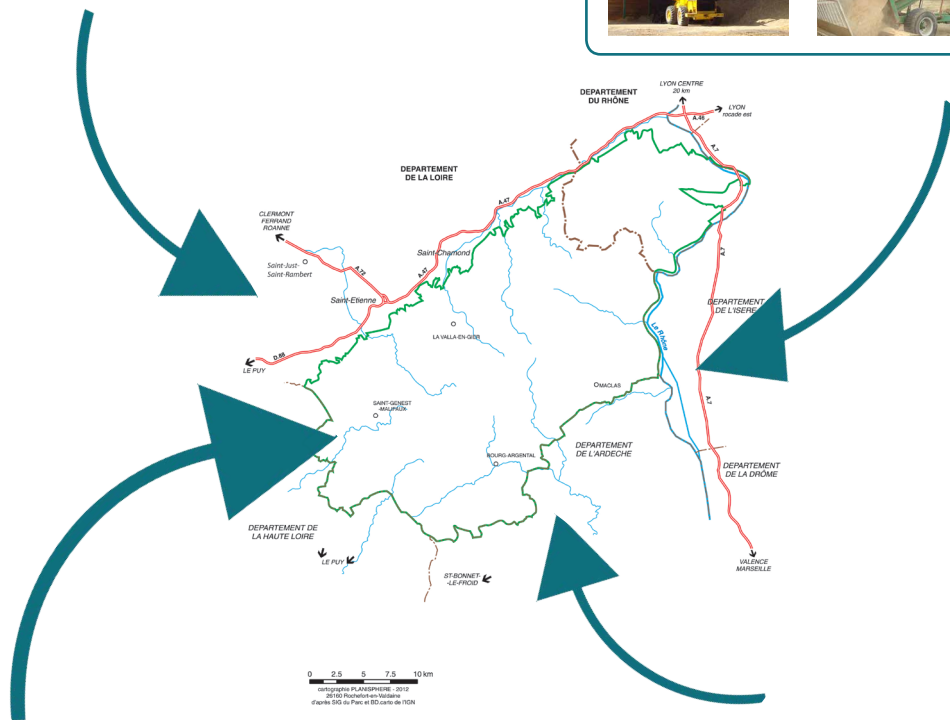 LYON CENTRE
20 km
DEPARTEMENT
DU RHÔNE
LYON
rocade est
A.46
A.7
DEPARTEMENT
DE LA LOIRE
A.47
CLERMONT
FERRAND
ROANNE
Saint-Chamond
Saint-Just-
Saint-Rambert
A.72
A.47
A.7
Saint-Etienne
DEPARTEMENT
DE L'ISERE
Le Rhône
LA VALLA-EN-GIER
D.88
LE PUY
MACLAS
SAINT-GENEST
-MALIFAUX
A.7
DEPARTEMENT
DE L'ARDECHE
BOURG-ARGENTAL
DEPARTEMENT
DE LA DRÔME
DEPARTEMENT DE
LA HAUTE LOIRE
LE PUY
VALENCE
MARSEILLE
ST-BONNET-
-LE-FROID
0 2.5 5 7.5 10 km
cartographie PLANISPHERE - 2012
26160 Rochefort-en-Valdaine
d'après SIG du Parc et BD.carto de l'IGN